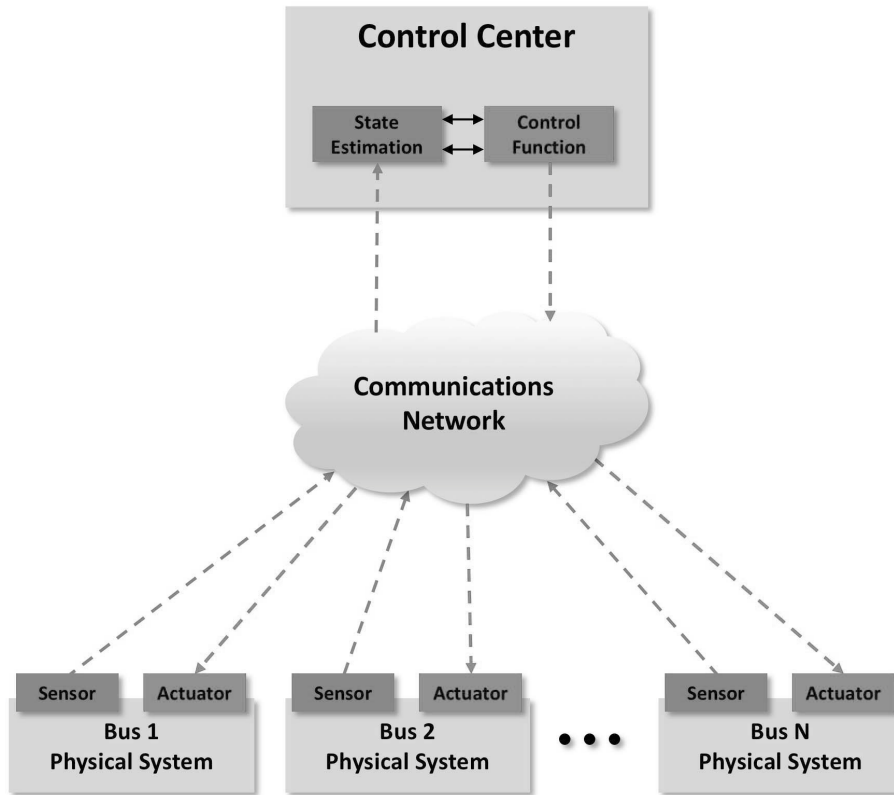 Control Center
State
Estimation
Control
Function
Communications
Network
Sensor
Actuator
Bus 1
Physical System
Sensor
Actuator
Bus 2
Physical System
Sensor
Actuator
Bus N
Physical System